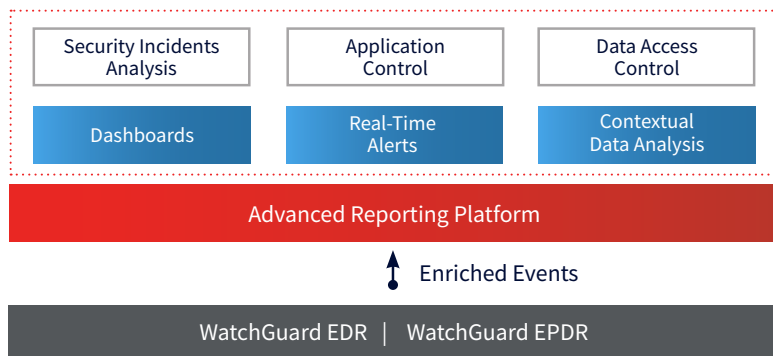 Security Incidents
Analysis
Application
Control
Data Access
Control
Dashboards
Real-Time
Alerts
Contextual
Data Analysis
Advanced Reporting Platform
Enriched Events
WatchGuard EDR | WatchGuard EPDR